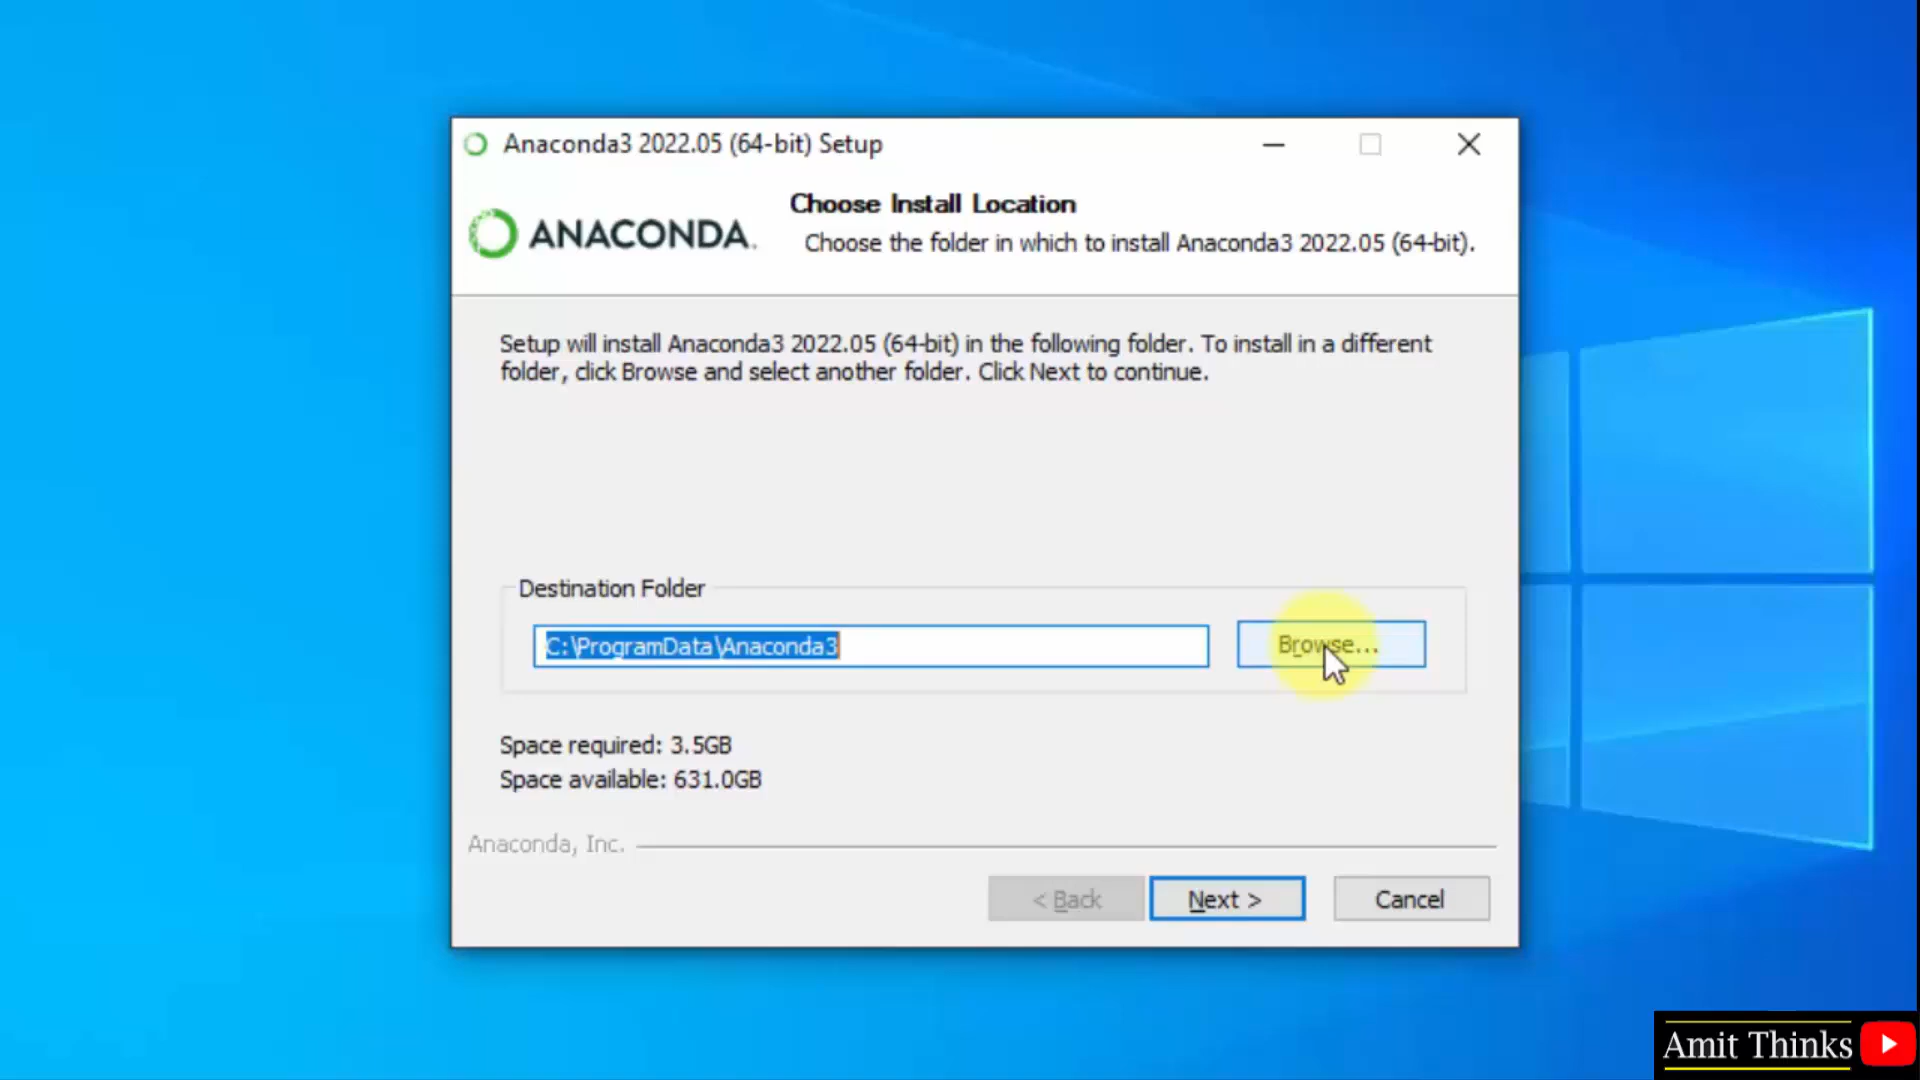 Anaconda3 2022.05 (64-bit) Setup
ANACONDA.
Choose Install Location
Choose the folder in which to install Anaconda3 2022.05 (64-bit).
Setup will install Anaconda3 2022.05 (64-bit) in the following folder. To install in a different
folder, click Browse and select another folder. Click Next to continue.
Destination Folder
C:\ProgramData\Anaconda3
Browse...
Space required: 3.5GB
Space available: 631.0GB
Anaconda, Inc.
< Back
Next >
Cancel
Amit Thinks